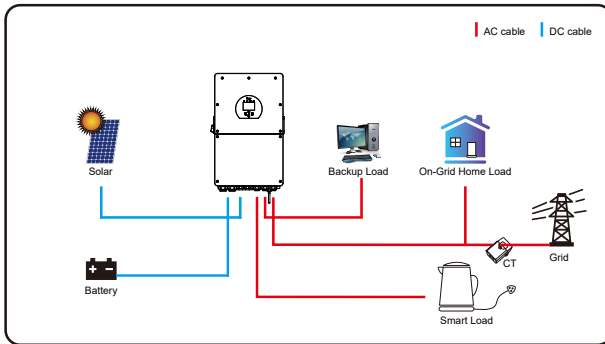 AC cable
DC cable
Solar
Backup Load
On-Grid Home Load
CT
Grid
Battery
Smart Load